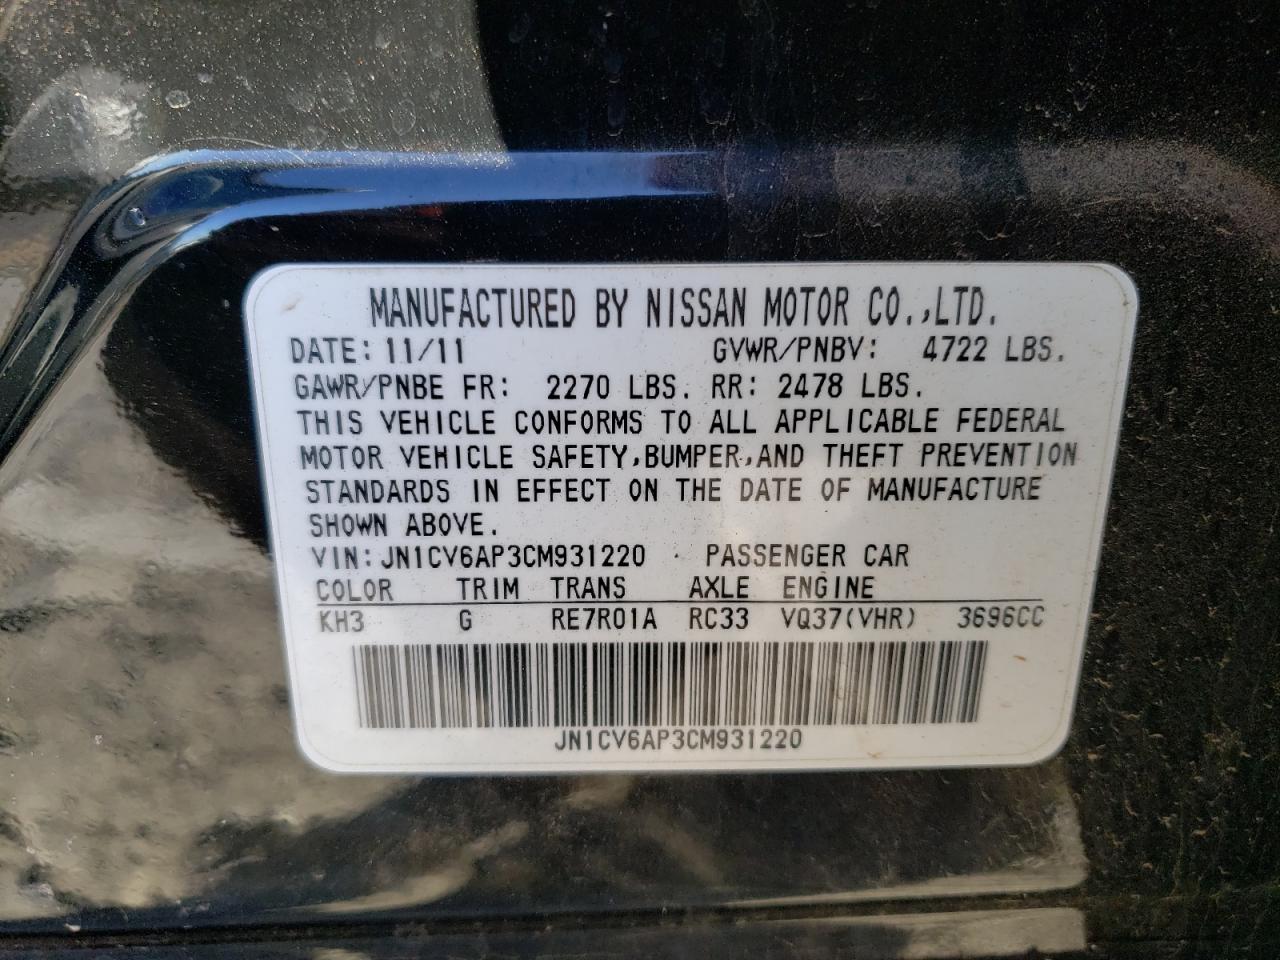 MANUFACTURED BY NISSAN MOTOR CO.,LTD.
DATE: 11/11 GVWR/PNBV: 4722 LBS.
GAWR/PNBE FR: 2270 LBS. RR: 2478 LBS.
THIS VEHICLE CONFORMS TO ALL APPLICABLE FEDERAL
MOTOR VEHICLE SAFETY,BUMPER,AND THEFT PREVENTION
STANDARDS IN EFFECT ON THE DATE OF MANUFACTURE
SHOWN ABOVE.
VIN:JN1CV6AP3CM931220 PASSENGER CAR
COLOR TRIM TRANS AXLE ENGINE
KH3 G RE7R01A RC33 VQ37(VHR) 3696CC
JN1CV6AP3CM931220